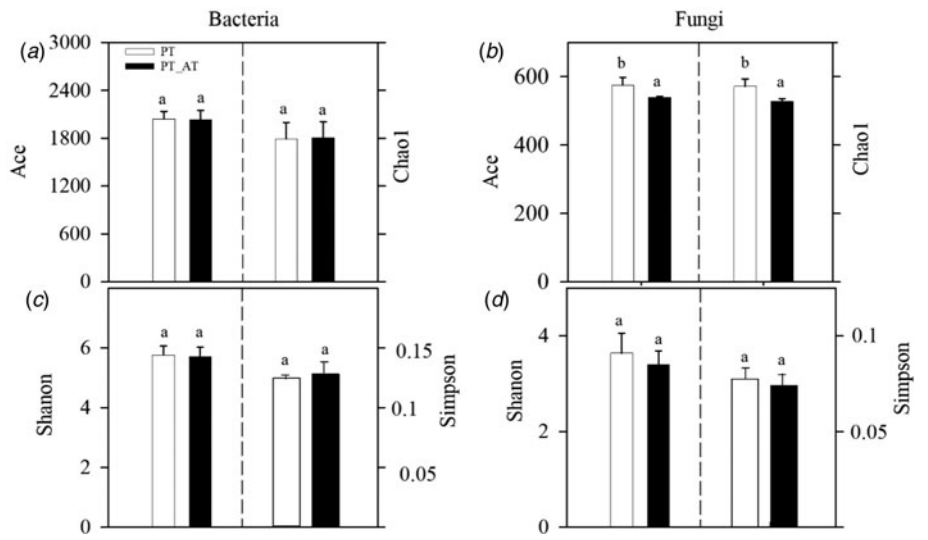 Bacteria
Fungi
(a)
3000
2400
1800
1200
600
0
Ace
PT
PT_AT
a a
a a
Chao1
(b)
600
400
200
0
Ace
b a
b a
Chao1
(c)
6
4
2
0
Shanon
a a
a a
0.15
0.1
0.05
Simpson
(d)
4
2
0
Shanon
a a
a a
0.1
0.05
Simpson